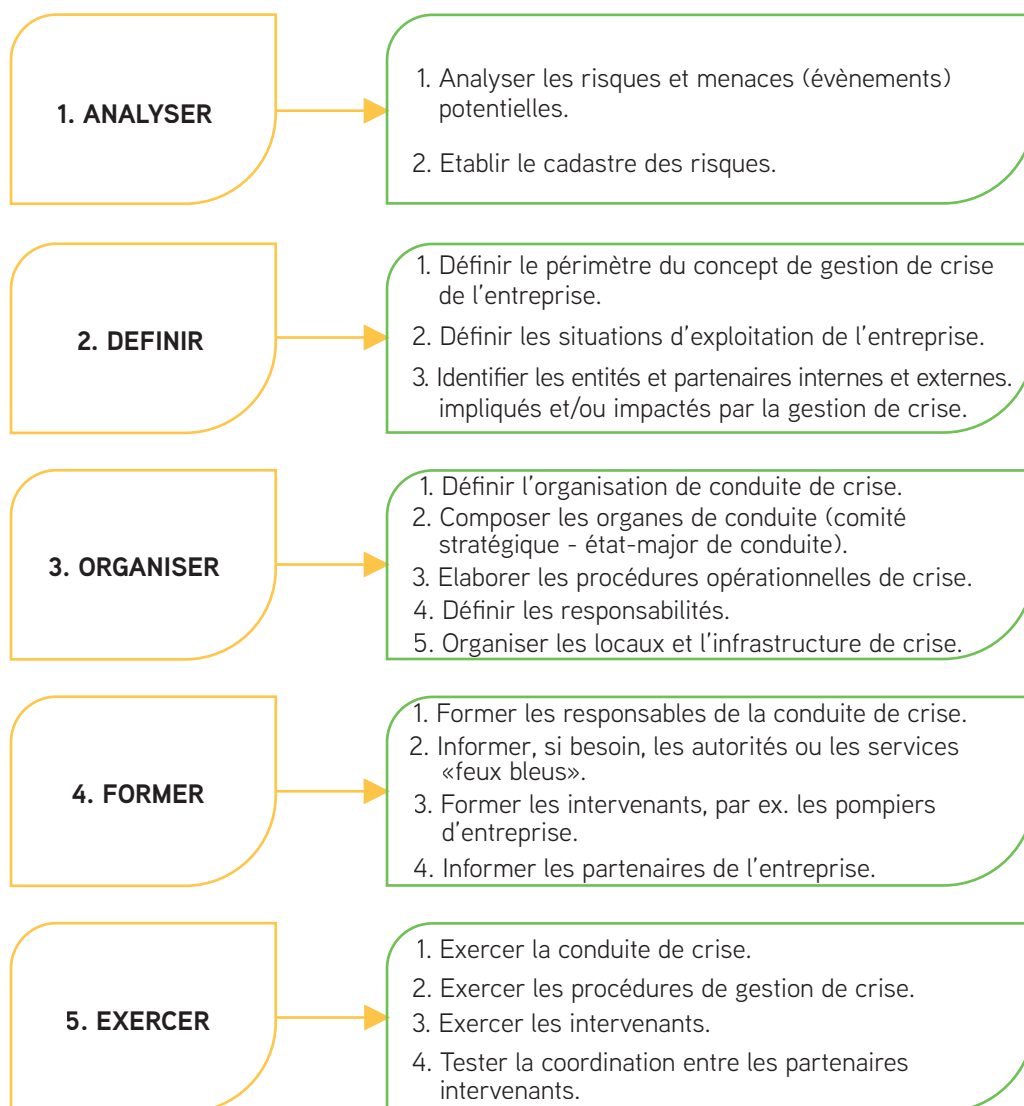 1. ANALYSER
1. Analyser les risques et menaces (évènements)
potentielles.
2. Etablir le cadastre des risques.
2. DEFINIR
1. Définir le périmètre du concept de gestion de crise
de l’entreprise.
2. Définir les situations d’exploitation de l’entreprise.
3. Identifier les entités et partenaires internes et externes.
impliqués et/ou impactés par la gestion de crise.
3. ORGANISER
1. Définir l’organisation de conduite de crise.
2. Composer les organes de conduite (comité
stratégique - état-major de conduite).
3. Elaborer les procédures opérationnelles de crise.
4. Définir les responsabilités.
5. Organiser les locaux et l’infrastructure de crise.
4. FORMER
1. Former les responsables de la conduite de crise.
2. Informer, si besoin, les autorités ou les services
«feux bleus».
3. Former les intervenants, par ex. les pompiers
d’entreprise.
4. Informer les partenaires de l’entreprise.
5. EXERCER
1. Exercer la conduite de crise.
2. Exercer les procédures de gestion de crise.
3. Exercer les intervenants.
4. Tester la coordination entre les partenaires
intervenants.